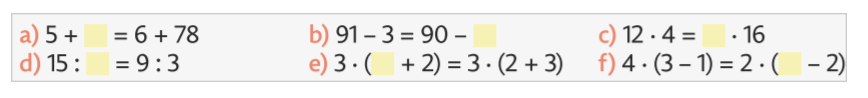 a) 5 + = 6 + 78 b) 91 – 3 = 90 – c) 12 · 4 = · 16
d) 15 : = 9 : 3 e) 3 · ( + 2) = 3 · (2 + 3) f) 4 · (3 – 1) = 2 · ( – 2)